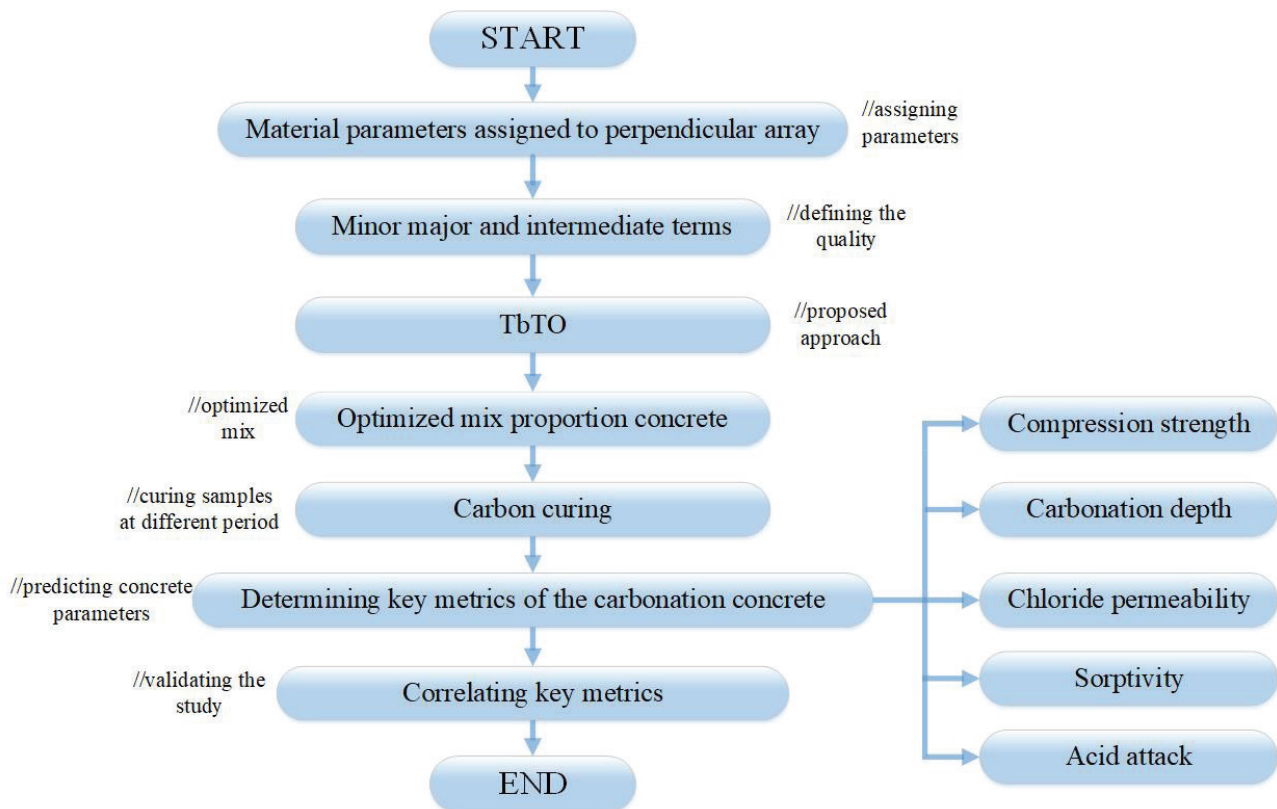 START
Material parameters assigned to perpendicular array
//assigning
parameters
Minor major and intermediate terms
//defining the
quality
TbTO
//proposed
approach
//optimized
mix
Optimized mix proportion concrete
//curing samples
at different period
Carbon curing
//predicting concrete
parameters
Determining key metrics of the carbonation concrete
//validating the
study
Correlating key metrics
END
Compression strength
Carbonation depth
Chloride permeability
Sorptivity
Acid attack